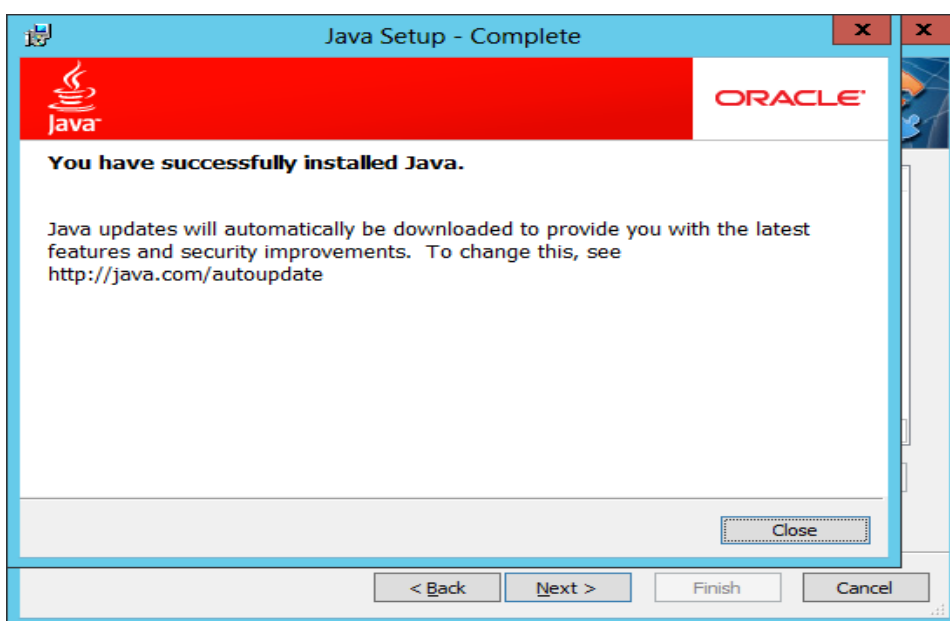 Java Setup - Complete
Java
ORACLE
You have successfully installed Java.
Java updates will automatically be downloaded to provide you with the latest
features and security improvements.  To change this, see
http://java.com/autoupdate
Close
< Back
Next >
Finish
Cancel